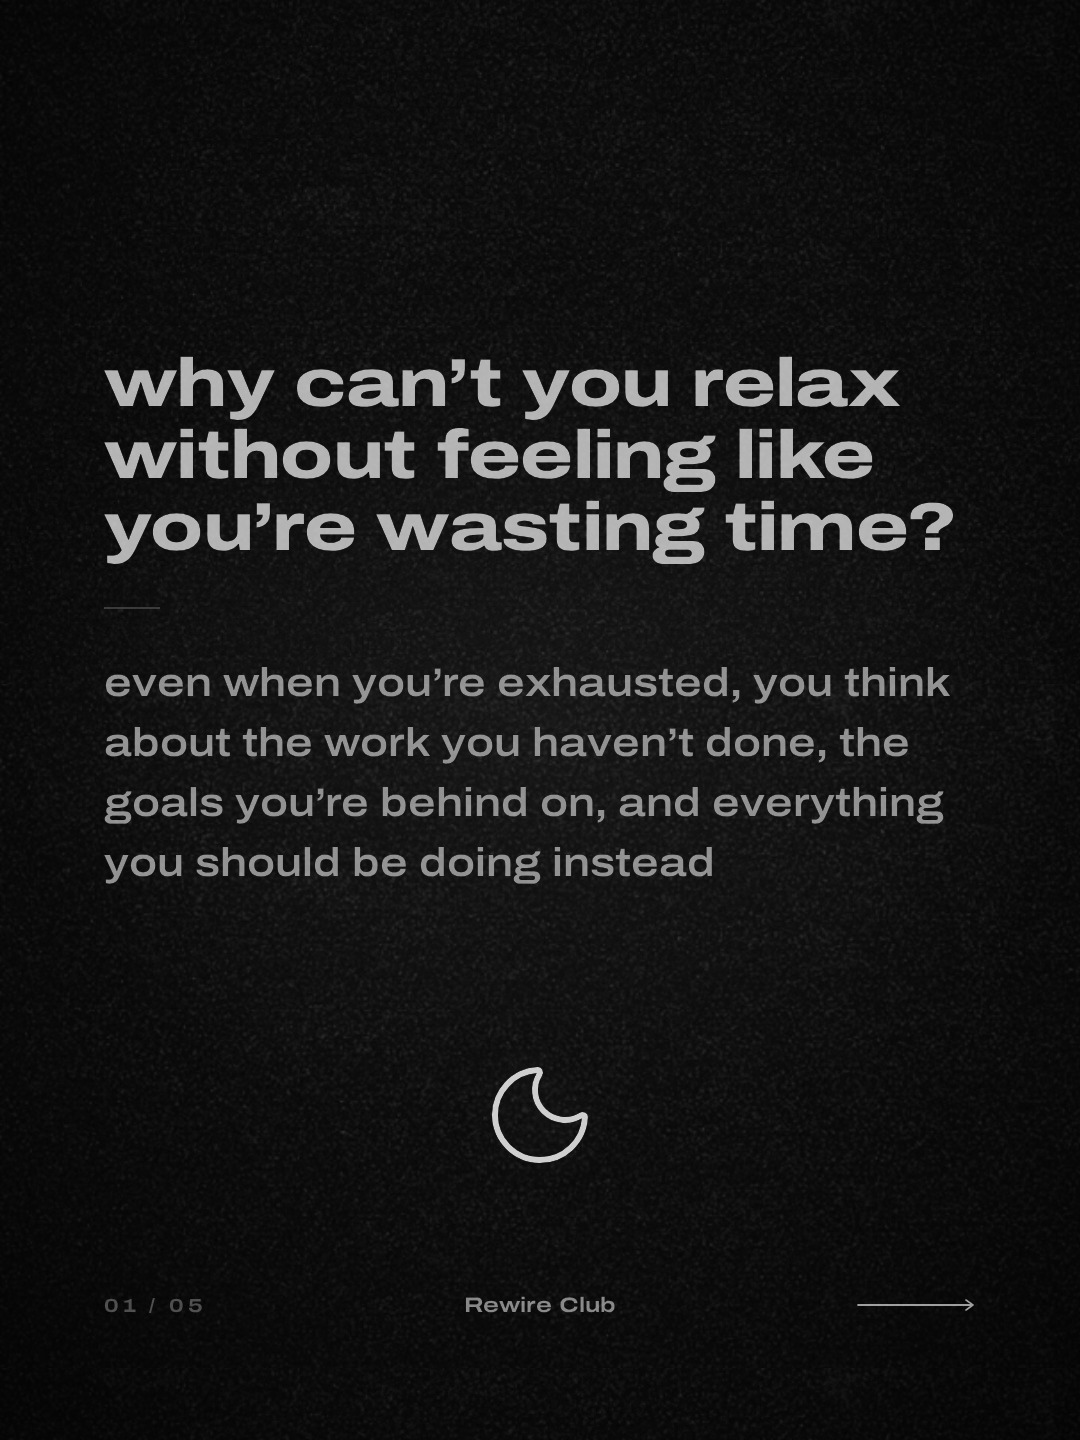 why can’t you relax
without feeling like
you’re wasting time?
even when you’re exhausted, you think
about the work you haven’t done, the
goals you’re behind on, and everything
you should be doing instead
01 / 05
Rewire Club